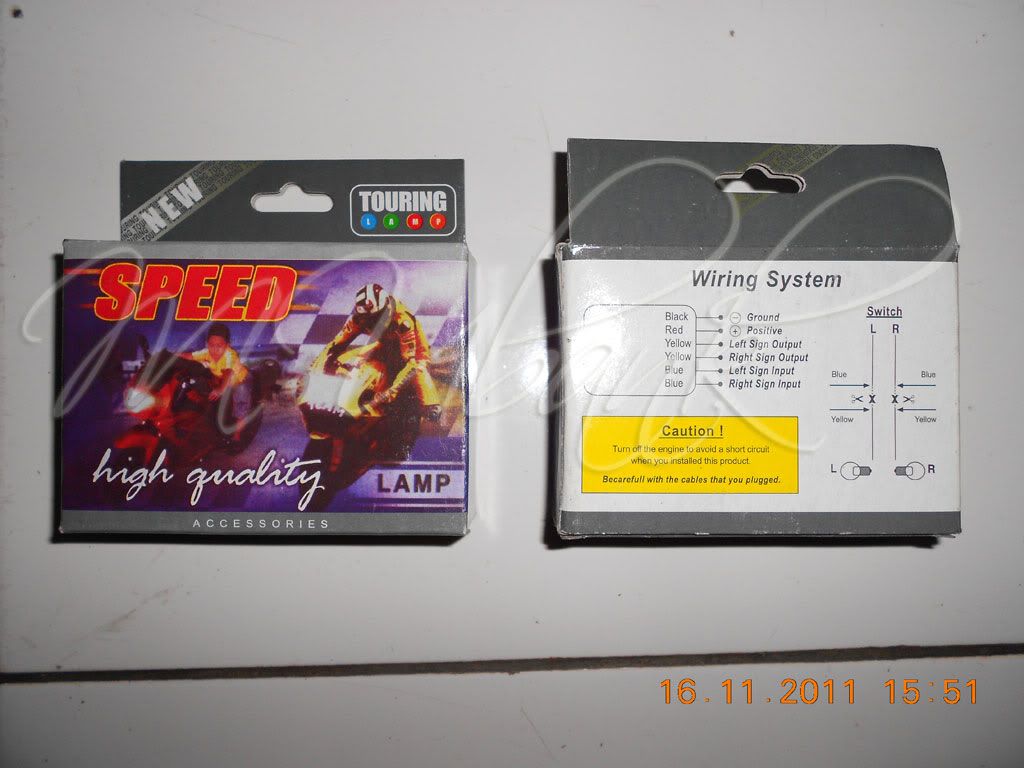 NEW
TOURING
LAMP
SPEED
high quality
LAMP
ACCESSORIES
Wiring System
Black - Ground
Red + Positive
Yellow Left Sign Output
Yellow Right Sign Output
Blue Left Sign Input
Blue Right Sign Input
Switch
L R
Blue Blue
Yellow Yellow
L R
Caution !
Turn off the engine to avoid a short circuit
when you installed this product.
Becarefull with the cables that you plugged.
16.11.2011 15:51